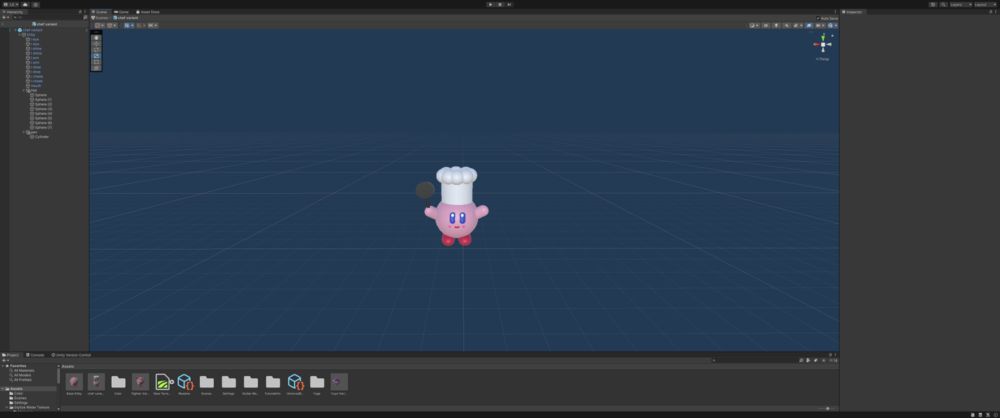 LA
Layers
Layout
Hierarchy
All
chef variant
chef variant
Kirby
l eye
r eye
l shine
r shine
l arm
r arm
r shoe
l shoe
r cheek
l cheek
mouth
Hat
Sphere
Sphere (1)
Sphere (2)
Sphere (3)
Sphere (4)
Sphere (5)
Sphere (6)
Sphere (7)
pan
Cylinder
Scene
Game
Asset Store
Scenes
chef variant
Auto Save
2D
y
x
< Persp
Inspector
Project
Console
Unity Version Control
16
Favorites
All Materials
All Models
All Prefabs
Assets
Color
Scenes
Settings
Stylize Water Texture
Assets
Base Kirby
chef varia...
Color
Fighter Var...
New Terra...
Readme
Scenes
Settings
Stylize Wa...
TutorialInfo
UniversalR...
Yoga
Yoyo Vari...